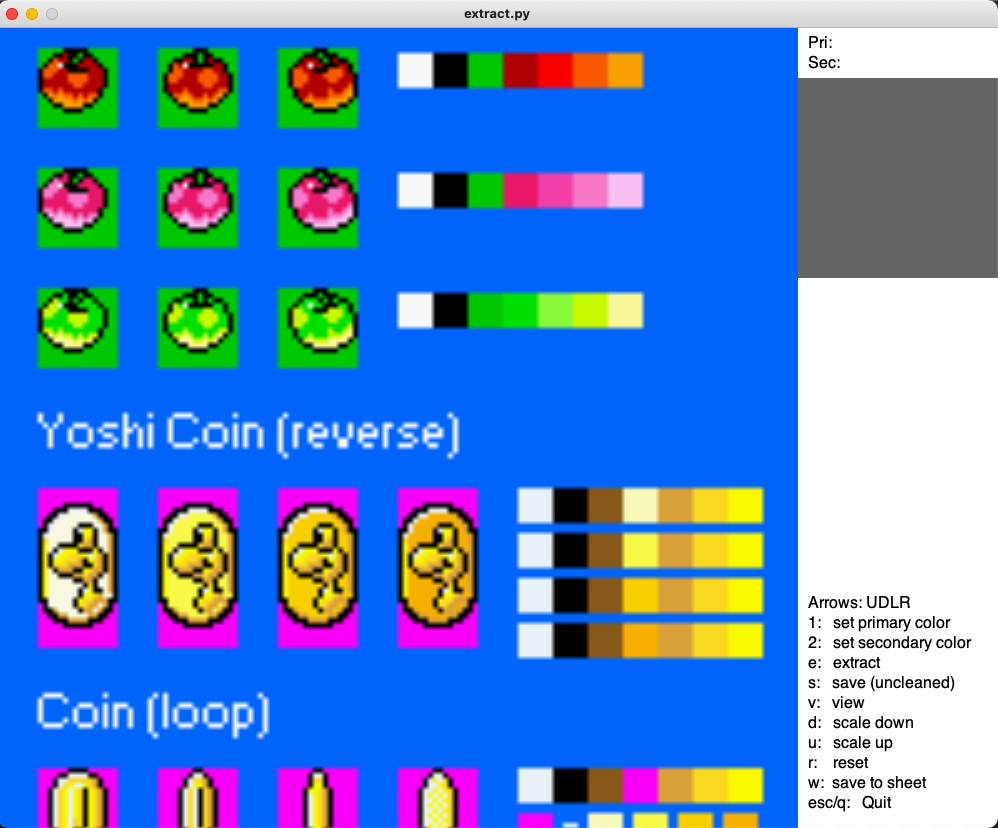 extract.py
Pri:
Sec:
Yoshi Coin (reverse)
Coin (loop)
Arrows: UDLR
1: set primary color
2: set secondary color
e: extract
s: save (uncleaned)
v: view
d: scale down
u: scale up
r: reset
w: save to sheet
esc/q: Quit